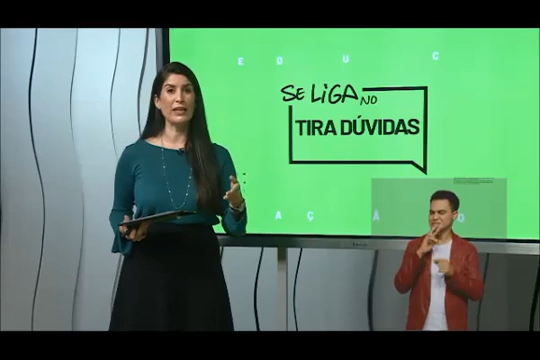 E D U C
SE LIGA NO
TIRA DÚVIDAS
A Ç Ã O